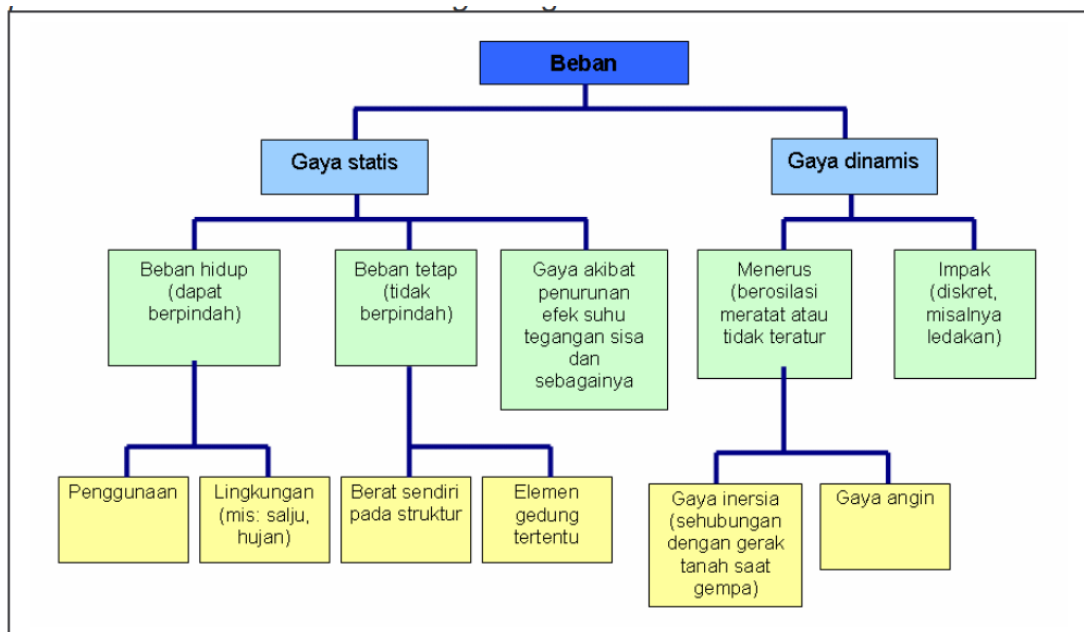 Beban
Gaya statis
Gaya dinamis
Beban hidup
(dapat
berpindah)
Beban tetap
(tidak
berpindah)
Gaya akibat
penurunan
efek suhu
tegangan sisa
dan
sebagainya
Menerus
(berosilasi
meratat atau
tidak teratur
Impak
(diskret,
misalnya
ledakan)
Penggunaan
Lingkungan
(mis: salju,
hujan)
Berat sendiri
pada struktur
Elemen
gedung
tertentu
Gaya inersia
(sehubungan
dengan gerak
tanah saat
gempa)
Gaya angin